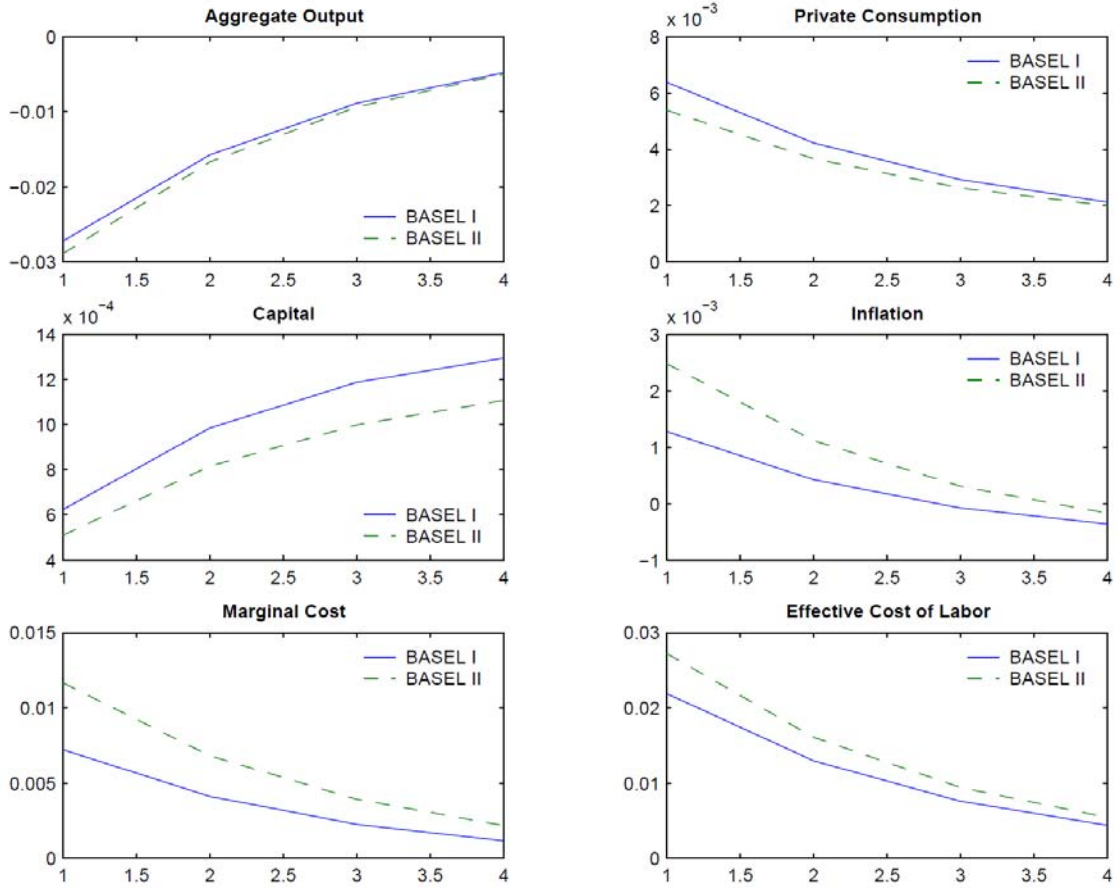 Aggregate Output
0
−0.01
−0.02
−0.03
1 1.5 2 2.5 3 3.5 4
BASEL I
BASEL II
Private Consumption
x 10−3
8
6
4
2
0
1 1.5 2 2.5 3 3.5 4
BASEL I
BASEL II
Capital
x 10−4
14
12
10
8
6
4
1 1.5 2 2.5 3 3.5 4
BASEL I
BASEL II
Inflation
x 10−3
3
2
1
0
−1
1 1.5 2 2.5 3 3.5 4
BASEL I
BASEL II
Marginal Cost
0.015
0.01
0.005
0
1 1.5 2 2.5 3 3.5 4
BASEL I
BASEL II
Effective Cost of Labor
0.03
0.02
0.01
0
1 1.5 2 2.5 3 3.5 4
BASEL I
BASEL II